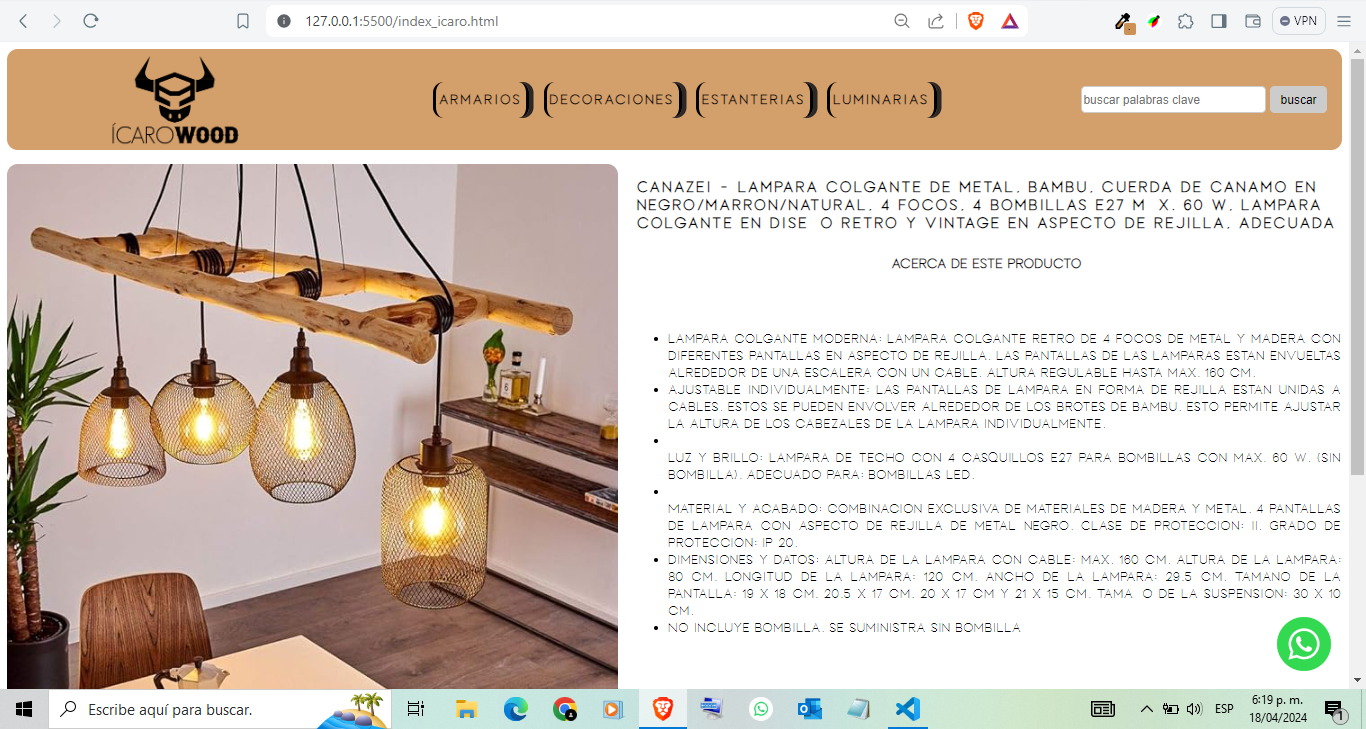 127.0.0.1:5500/index_icaro.html
VPN
ÍCAROWOOD
ARMARIOS
DECORACIONES
ESTANTERIAS
LUMINARIAS
buscar palabras clave
buscar
CANAZEI - LAMPARA COLGANTE DE METAL, BAMBU, CUERDA DE CANAMO EN
NEGRO/MARRON/NATURAL, 4 FOCOS, 4 BOMBILLAS E27 M X. 60 W, LAMPARA
COLGANTE EN DISE O RETRO Y VINTAGE EN ASPECTO DE REJILLA, ADECUADA
ACERCA DE ESTE PRODUCTO
LAMPARA COLGANTE MODERNA: LAMPARA COLGANTE RETRO DE 4 FOCOS DE METAL Y MADERA CON
DIFERENTES PANTALLAS EN ASPECTO DE REJILLA. LAS PANTALLAS DE LAS LAMPARAS ESTAN ENVUELTAS
ALREDEDOR DE UNA ESCALERA CON UN CABLE. ALTURA REGULABLE HASTA MAX. 160 CM.
AJUSTABLE INDIVIDUALMENTE: LAS PANTALLAS DE LAMPARA EN FORMA DE REJILLA ESTAN UNIDAS A
CABLES. ESTOS SE PUEDEN ENVOLVER ALREDEDOR DE LOS BROTES DE BAMBU. ESTO PERMITE AJUSTAR
LA ALTURA DE LOS CABEZALES DE LA LAMPARA INDIVIDUALMENTE.
LUZ Y BRILLO: LAMPARA DE TECHO CON 4 CASQUILLOS E27 PARA BOMBILLAS CON MAX. 60 W. (SIN
BOMBILLA). ADECUADO PARA: BOMBILLAS LED.
MATERIAL Y ACABADO: COMBINACION EXCLUSIVA DE MATERIALES DE MADERA Y METAL. 4 PANTALLAS
DE LAMPARA CON ASPECTO DE REJILLA DE METAL NEGRO. CLASE DE PROTECCION: II. GRADO DE
PROTECCION: IP 20.
DIMENSIONES Y DATOS: ALTURA DE LA LAMPARA CON CABLE: MAX. 160 CM. ALTURA DE LA LAMPARA:
80 CM. LONGITUD DE LA LAMPARA: 120 CM. ANCHO DE LA LAMPARA: 29.5 CM. TAMANO DE LA
PANTALLA: 19 X 18 CM. 20.5 X 17 CM. 20 X 17 CM Y 21 X 15 CM. TAMA O DE LA SUSPENSION: 30 X 10
CM.
NO INCLUYE BOMBILLA. SE SUMINISTRA SIN BOMBILLA
Escribe aquí para buscar.
ESP
6:19 p. m.
18/04/2024
1